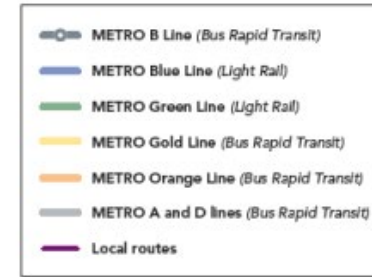 METRO B Line (Bus Rapid Transit)
METRO Blue Line (Light Rail)
METRO Green Line (Light Rail)
METRO Gold Line (Bus Rapid Transit)
METRO Orange Line (Bus Rapid Transit)
METRO A and D lines (Bus Rapid Transit)
Local routes